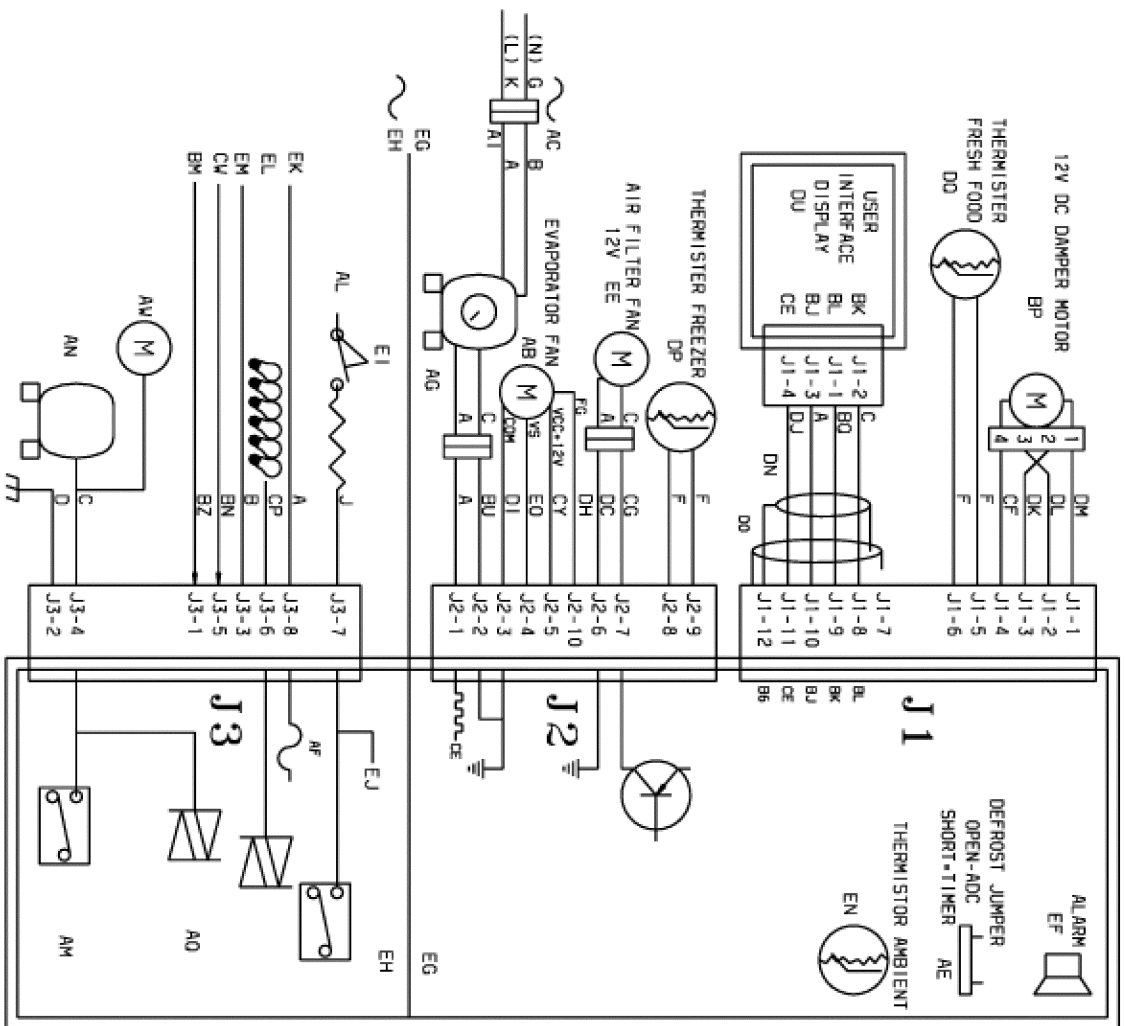 ALARM
EF
DEFROST JUMPER
OPEN-ADC
SHORT=TIMER
AE
THERMISTOR AMBIENT
EN
J1
12V DC DAMPER MOTOR
BP
M
1
2
3
4
DM
DL
DK
CF
J1-1
J1-2
J1-3
J1-4
THERMISTER
FRESH FOOD
DO
F
F
J1-5
J1-6
USER
INTERFACE
DISPLAY
DU
BK
BL
BJ
CE
J1-2
J1-1
J1-3
J1-4
C
BQ
A
DJ
DN
DO
J1-7
J1-8
J1-9
J1-10
J1-11
J1-12
BL
BK
BJ
CE
B6
J2
THERMISTER FREEZER
DP
F
F
J2-9
J2-8
AIR FILTER FAN
12V EE
M
C
A
CG
DC
J2-7
J2-6
EVAPORATOR FAN
AB
M
FG
VCC+12V
VS
COM
DH
CY
EO
DI
J2-10
J2-5
J2-4
J2-3
(N) G
(L) K
AC
AI
B
A
AG
C
A
BU
A
J2-2
J2-1
CE
EG
EH
EG
EH
J3
AL
EI
J
J3-7
EJ
EK
EL
EM
CW
BM
A
CP
B
BN
BZ
J3-8
J3-6
J3-3
J3-5
J3-1
AF
AW
M
AN
C
D
J3-4
J3-2
AO
AM